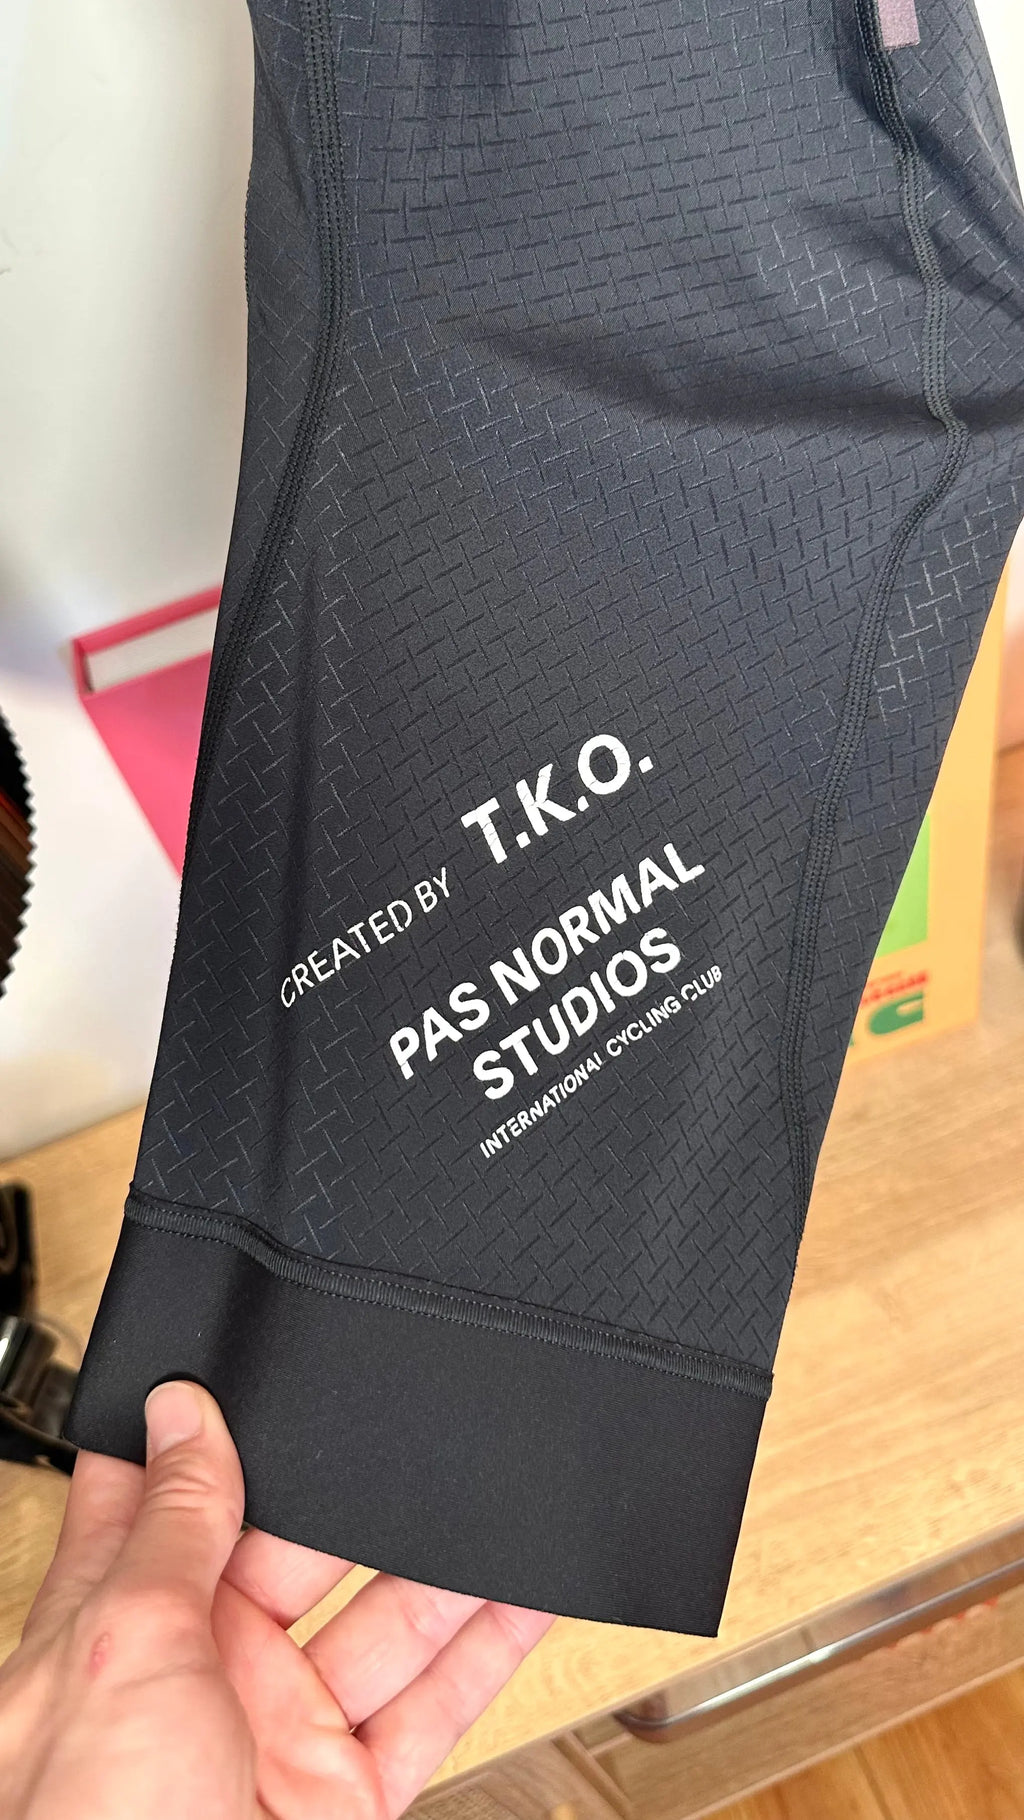 CREATED BY T.K.O.
PAS NORMAL
STUDIOS
INTERNATIONAL CYCLING CLUB